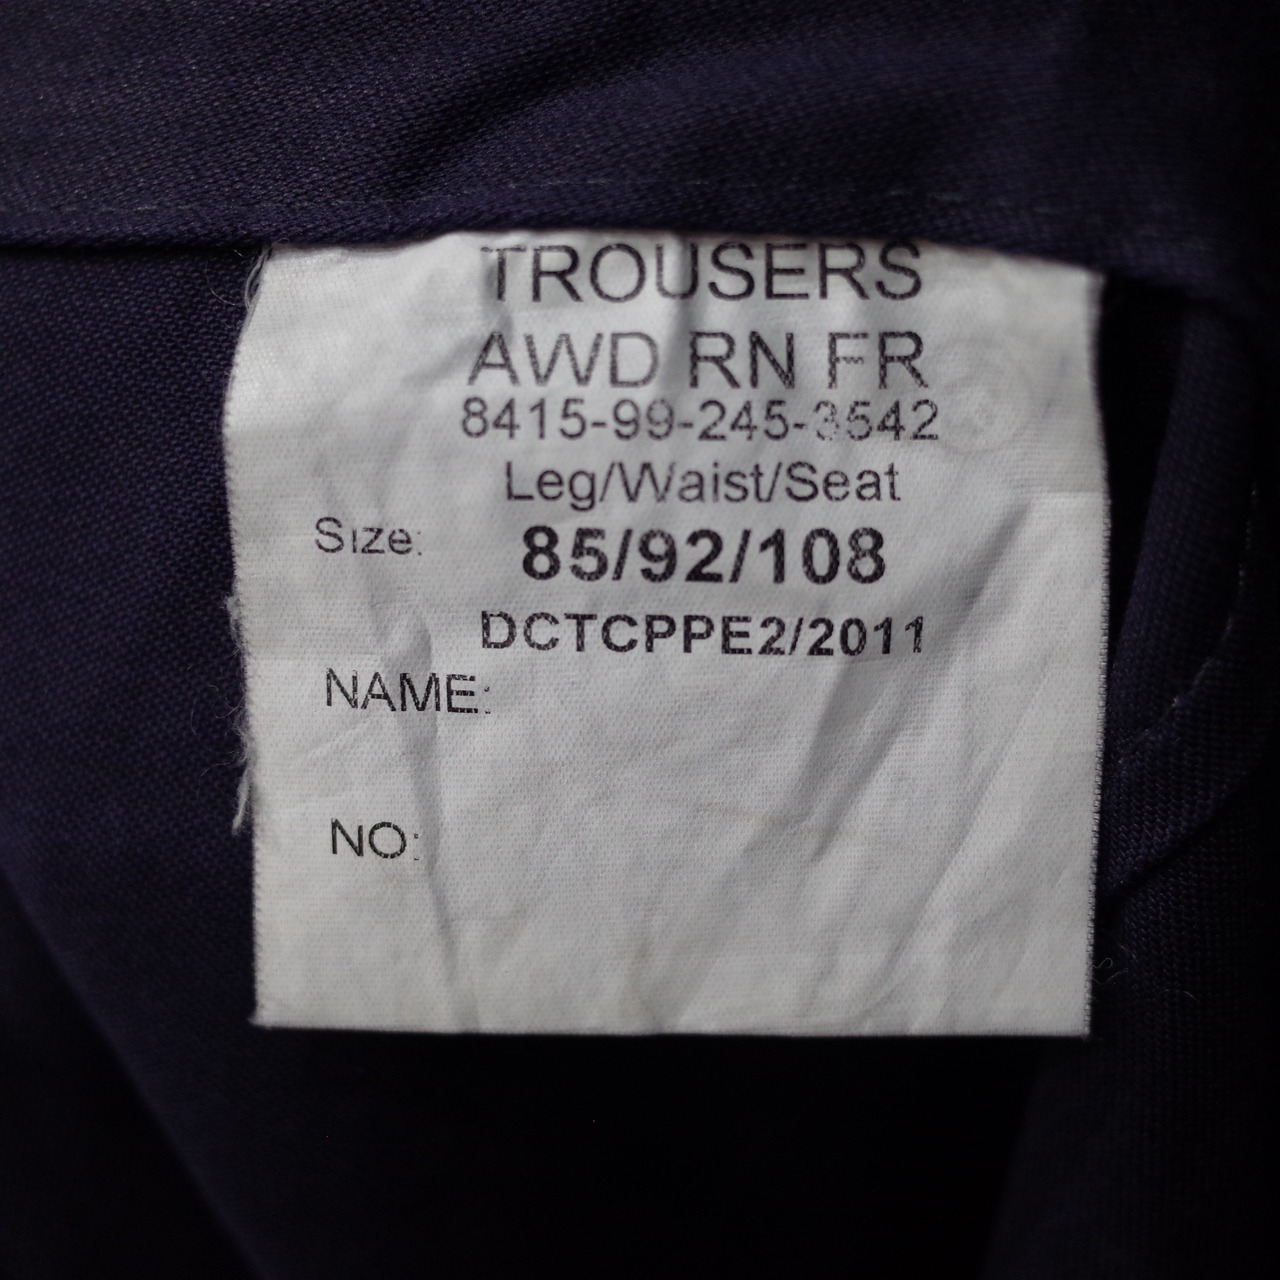 TROUSERS
AWD RN FR
8415-99-245-3542
Leg/Waist/Seat
Size: 85/92/108
DCTCPPE2/2011
NAME:
NO: